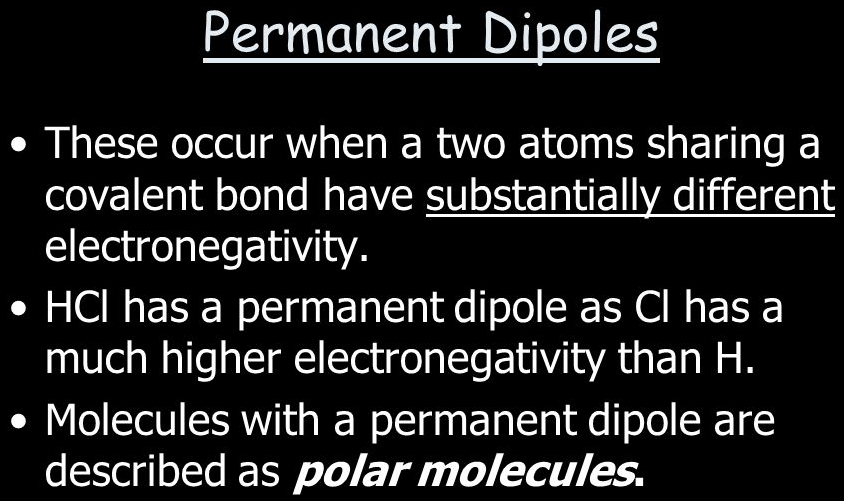 Permanent Dipoles
• These occur when a two atoms sharing a
covalent bond have substantially different
electronegativity.
• HCl has a permanent dipole as Cl has a
much higher electronegativity than H.
• Molecules with a permanent dipole are
described as polar molecules.